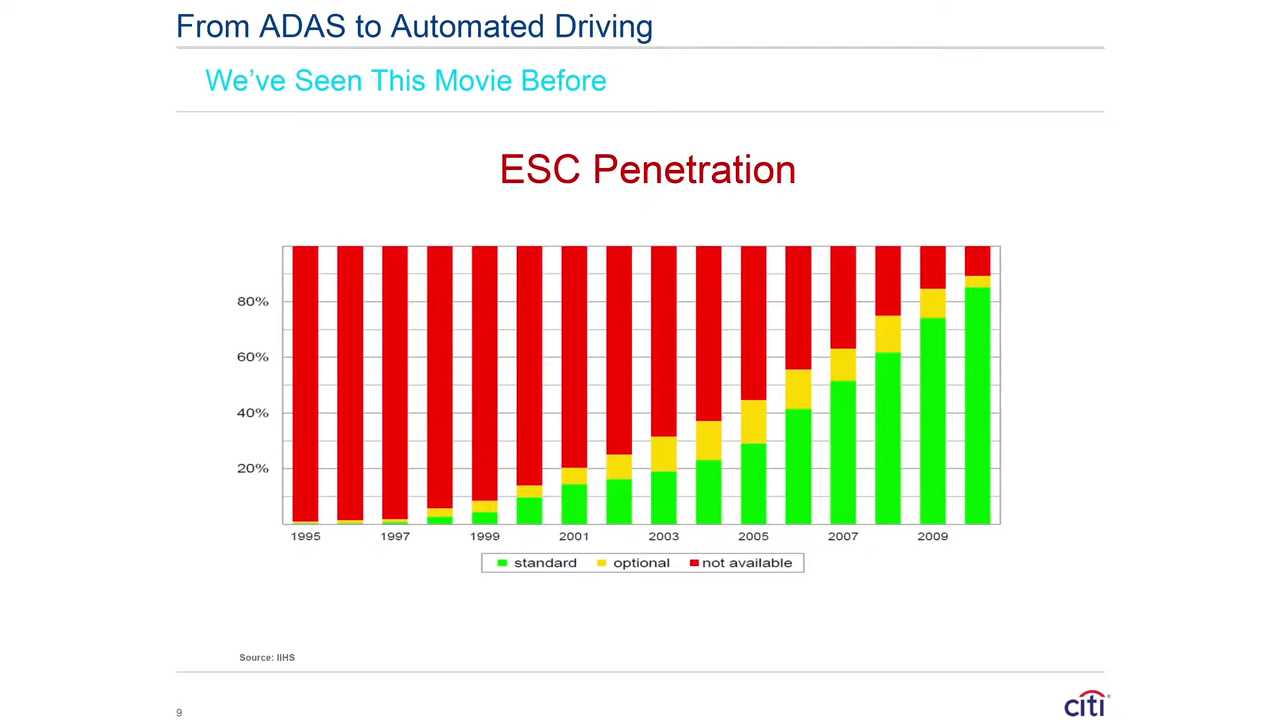 From ADAS to Automated Driving
We’ve Seen This Movie Before
ESC Penetration
80%
60%
40%
20%
1995 1997 1999 2001 2003 2005 2007 2009
standard optional not available
Source: IIHS
9
citi®